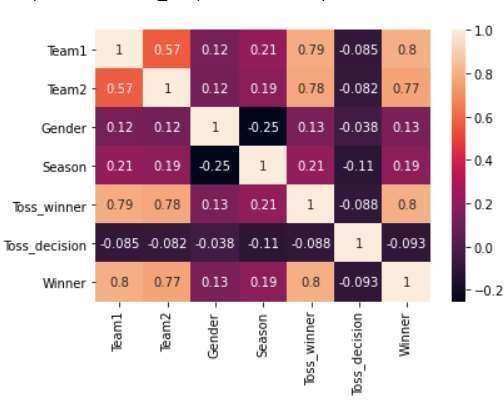 Team1 1 0.57 0.12 0.21 0.79 -0.085 0.8
Team2 0.57 1 0.12 0.19 0.78 -0.082 0.77
Gender 0.12 0.12 1 -0.25 0.13 -0.038 0.13
Season 0.21 0.19 -0.25 1 0.21 -0.11 0.19
Toss_winner 0.79 0.78 0.13 0.21 1 -0.088 0.8
Toss_decision -0.085 -0.082 -0.038 -0.11 -0.088 1 -0.093
Winner 0.8 0.77 0.13 0.19 0.8 -0.093 1
Team1 Team2 Gender Season Toss_winner Toss_decision Winner
1.0
0.8
0.6
0.4
0.2
0.0
−0.2